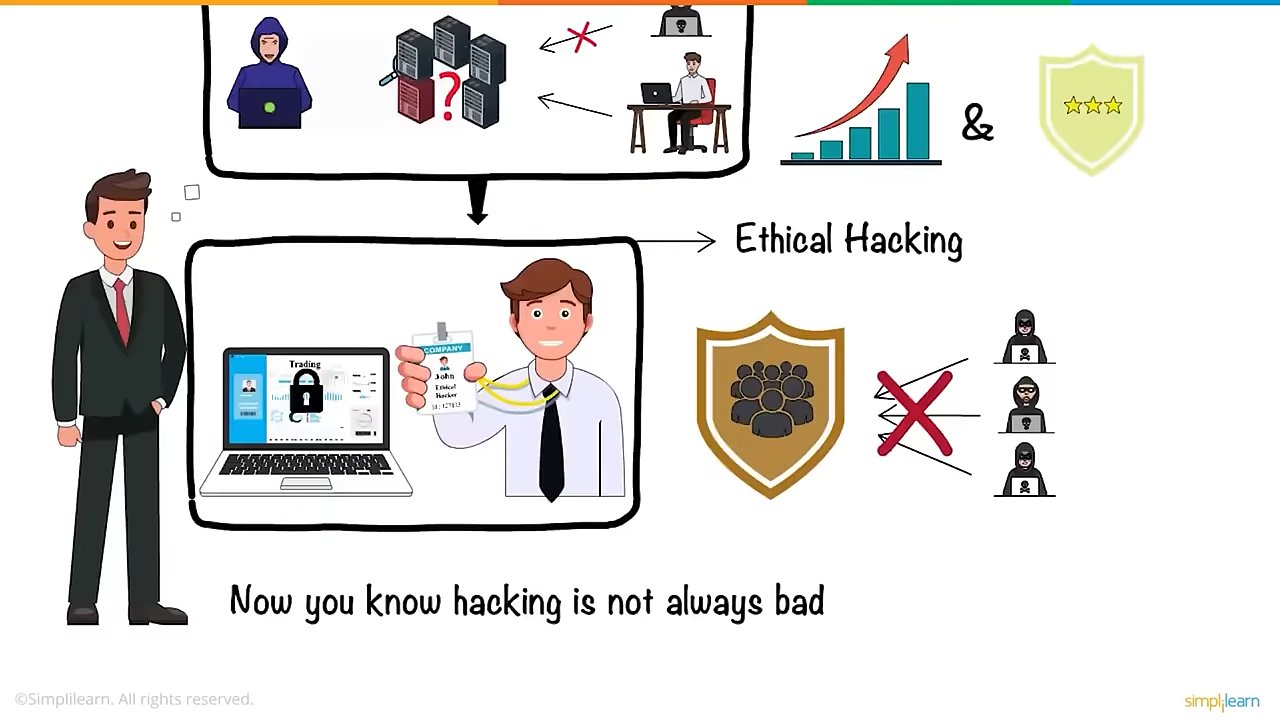 &
Ethical Hacking
Trading
COMPANY
John
Ethical
Hacker
Now you know hacking is not always bad
©Simplilearn. All rights reserved.
simplilearn